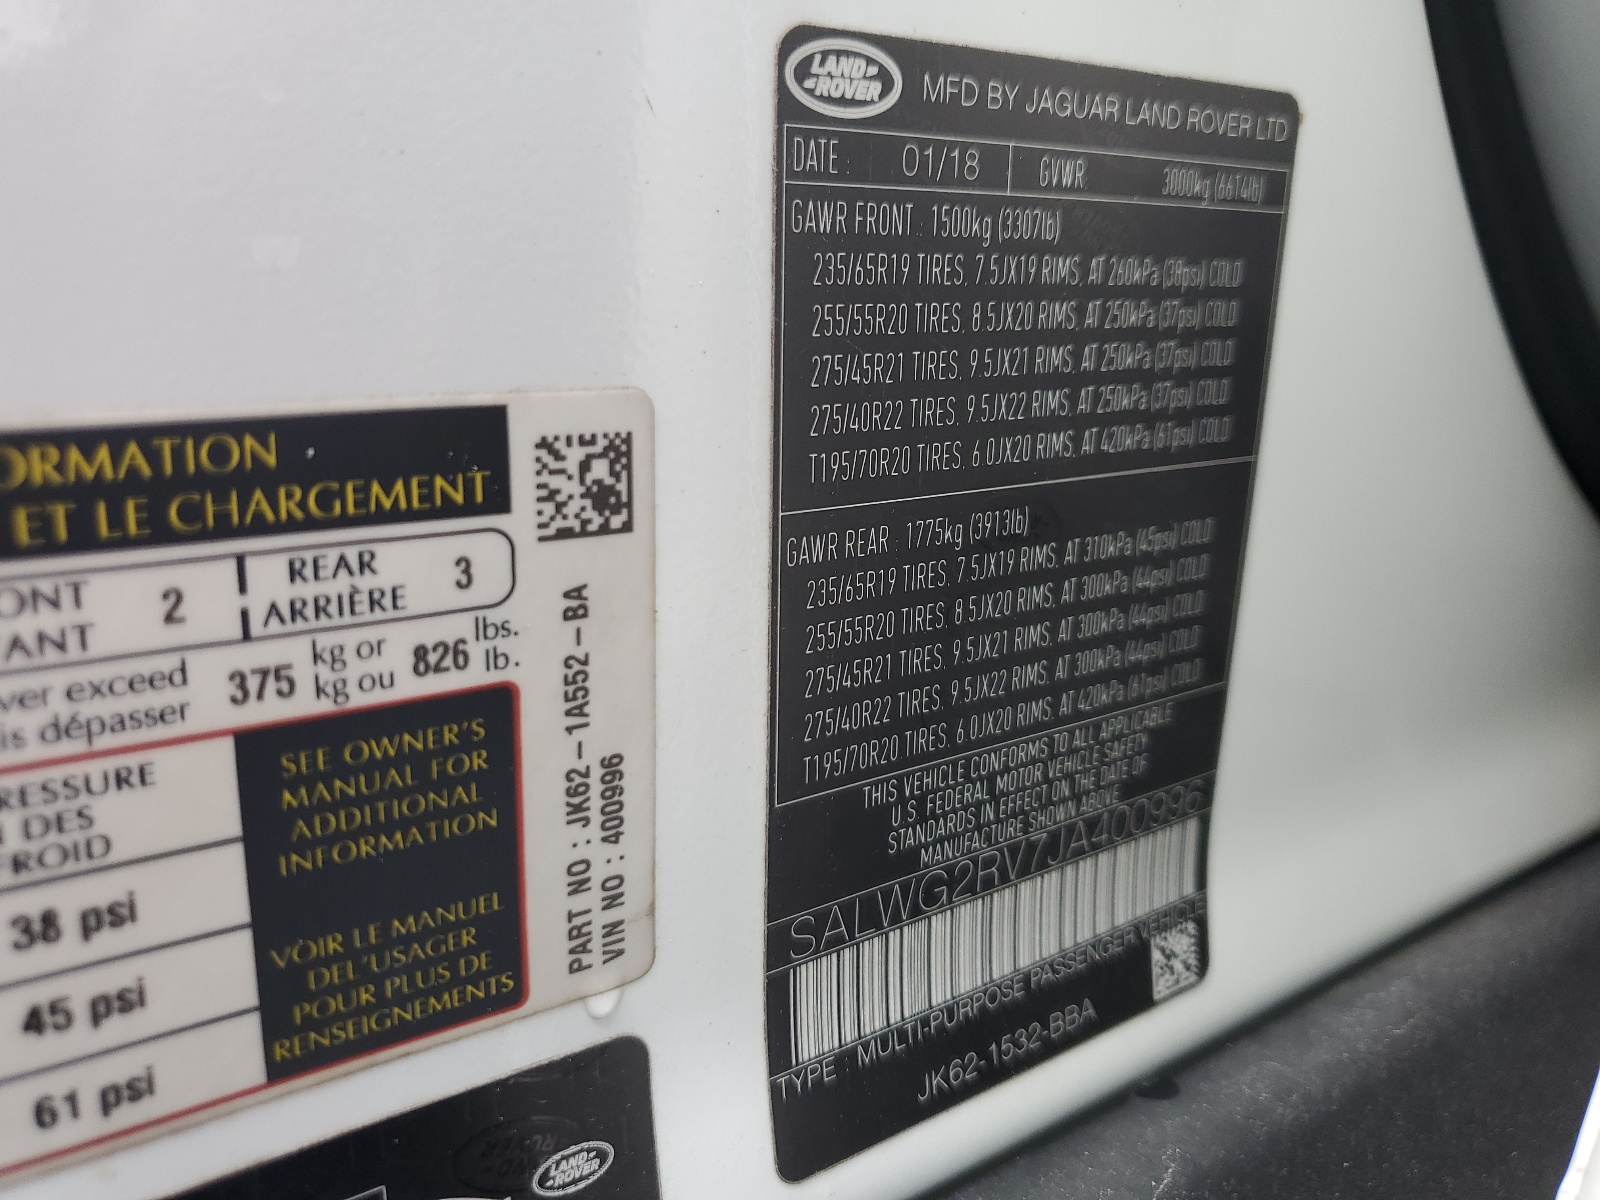 ORMATION
ET LE CHARGEMENT
ONT
ANT
2
REAR
ARRIÈRE
3
ver exceed
is dépasser
375
kg or
kg ou
826
lbs.
lb.
RESSURE
DES
FROID
38 psi
45 psi
61 psi
SEE OWNER'S
MANUAL FOR
ADDITIONAL
INFORMATION
VOIR LE MANUEL
DEL'USAGER
POUR PLUS DE
RENSEIGNEMENTS
PART NO : JK62-1A552-BA
VIN NO : 400996
LAND
ROVER
LAND ROVER
MFD BY JAGUAR LAND ROVER LTD
DATE : 01/18 GVWR 3000kg (6614lb)
GAWR FRONT : 1500kg (3307lb)
235/65R19 TIRES, 7.5JX19 RIMS, AT 260kPa (38psi) COLD
255/55R20 TIRES, 8.5JX20 RIMS, AT 250kPa (37psi) COLD
275/45R21 TIRES, 9.5JX21 RIMS, AT 250kPa (37psi) COLD
275/40R22 TIRES, 9.5JX22 RIMS, AT 250kPa (37psi) COLD
T195/70R20 TIRES, 6.0JX20 RIMS, AT 420kPa (61psi) COLD
GAWR REAR : 1775kg (3913lb)
235/65R19 TIRES, 7.5JX19 RIMS, AT 310kPa (45psi) COLD
255/55R20 TIRES, 8.5JX20 RIMS, AT 300kPa (44psi) COLD
275/45R21 TIRES, 9.5JX21 RIMS, AT 300kPa (44psi) COLD
275/40R22 TIRES, 9.5JX22 RIMS, AT 300kPa (44psi) COLD
T195/70R20 TIRES, 6.0JX20 RIMS, AT 420kPa (61psi) COLD
THIS VEHICLE CONFORMS TO ALL APPLICABLE
U.S. FEDERAL MOTOR VEHICLE SAFETY
STANDARDS IN EFFECT ON THE DATE OF
MANUFACTURE SHOWN ABOVE
SALWG2RV7JA400996
TYPE : MULTI-PURPOSE PASSENGER VEHICLE
JK62-1532-BBA